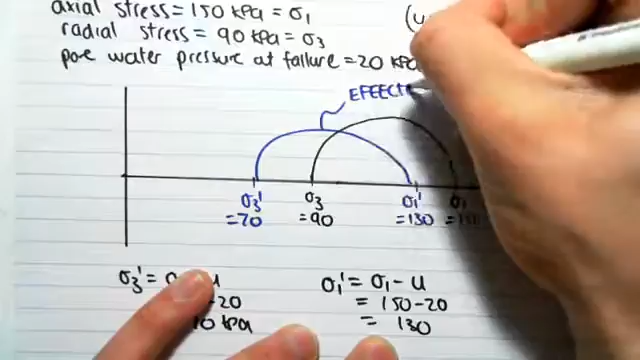 axial stress = 150 kPa = σ₁
(u
radial stress = 90 kPa = σ₃
pore water pressure at failure = 20 kPa
EFFECT
σ₃' σ₃ σ₁' σ₁
=70 =90 =130
σ₃' = u σ₁' = σ₁ - u
-20 = 150 - 20
kPa = 130